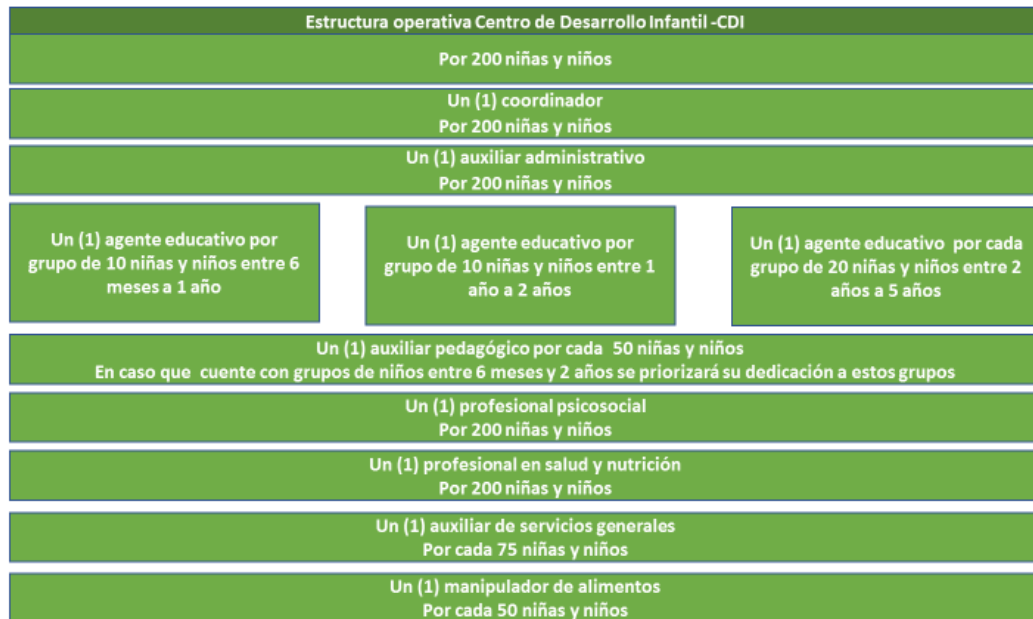 Estructura operativa Centro de Desarrollo Infantil -CDI
Por 200 niñas y niños
Un (1) coordinador
Por 200 niñas y niños
Un (1) auxiliar administrativo
Por 200 niñas y niños
Un (1) agente educativo por
grupo de 10 niñas y niños entre 6
meses a 1 año
Un (1) agente educativo por
grupo de 10 niñas y niños entre 1
año a 2 años
Un (1) agente educativo por cada
grupo de 20 niñas y niños entre 2
años a 5 años
Un (1) auxiliar pedagógico por cada 50 niñas y niños
En caso que cuente con grupos de niños entre 6 meses y 2 años se priorizará su dedicación a estos grupos
Un (1) profesional psicosocial
Por 200 niñas y niños
Un (1) profesional en salud y nutrición
Por 200 niñas y niños
Un (1) auxiliar de servicios generales
Por cada 75 niñas y niños
Un (1) manipulador de alimentos
Por cada 50 niñas y niños